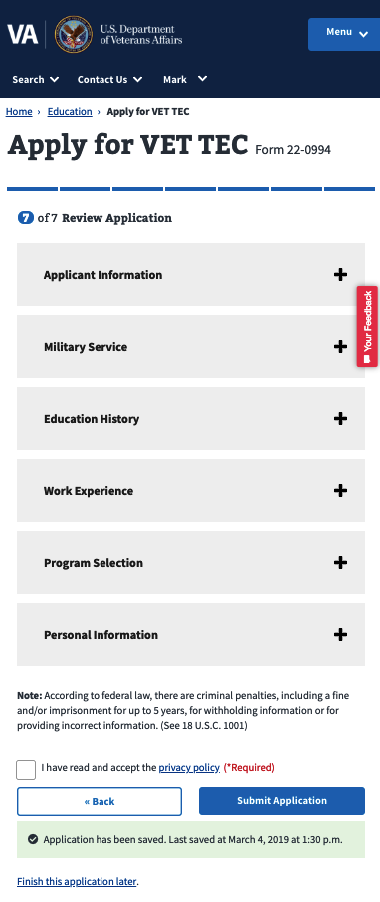 VA
U.S. Department
of Veterans Affairs
Menu
Search
Contact Us
Mark
Home › Education › Apply for VET TEC
Apply for VET TEC Form 22-0994
7 of 7 Review Application
Applicant Information
Your Feedback
Military Service
Education History
Work Experience
Program Selection
Personal Information
Note: According to federal law, there are criminal penalties, including a fine
and/or imprisonment for up to 5 years, for withholding information or for
providing incorrect information. (See 18 U.S.C. 1001)
I have read and accept the privacy policy (*Required)
« Back
Submit Application
Application has been saved. Last saved at March 4, 2019 at 1:30 p.m.
Finish this application later.